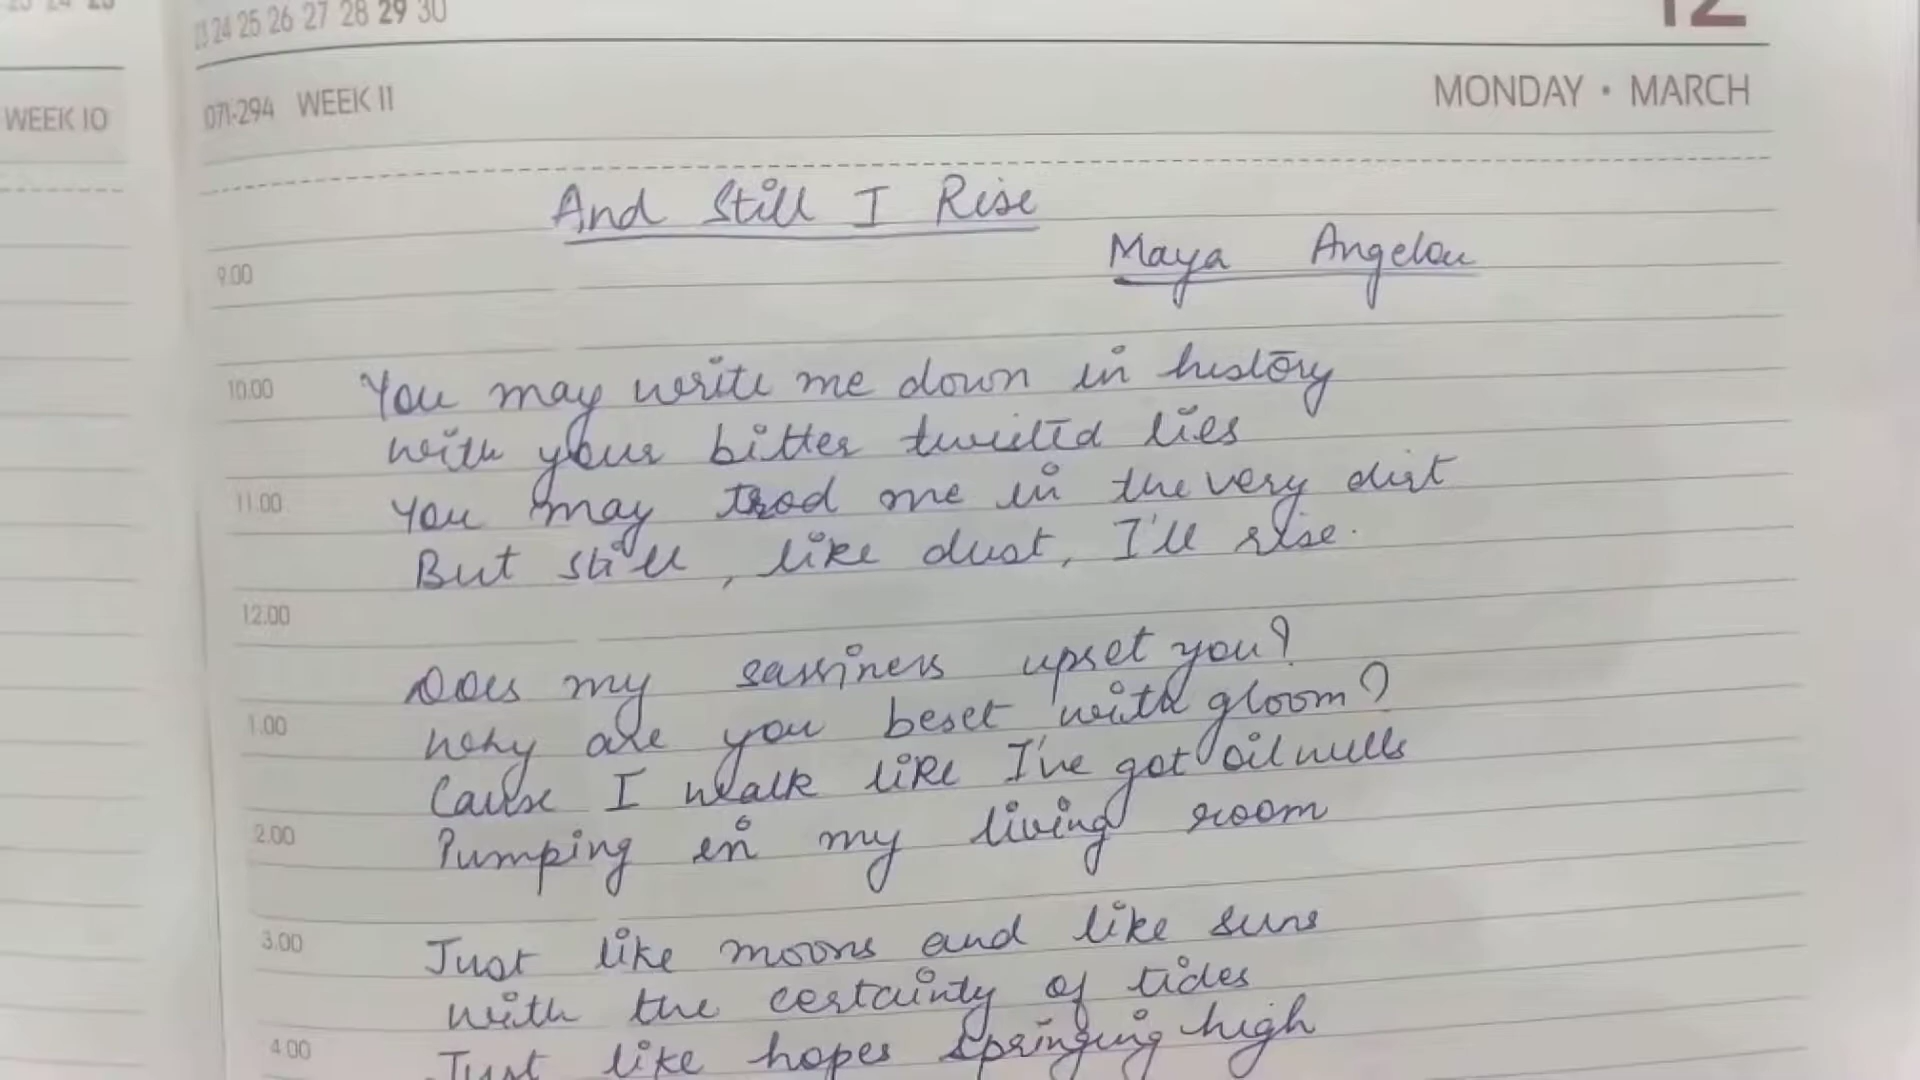 23 24 25
23 24 25 26 27 28 29 30
12
WEEK 10
071-294 WEEK 11
MONDAY • MARCH
And Still I Rise
Maya Angelou
9.00
10.00 You may write me down in history
with your bitter twisted lies
11.00 You may trod me in the very dirt
But still, like dust, I'll rise.
12.00
Does my sassiness upset you?
1.00 Why are you beset with gloom?
Cause I walk like I've got oil wells
2.00 Pumping in my living room
3.00 Just like moons and like suns
with the certainty of tides
4.00 Just like hopes springing high